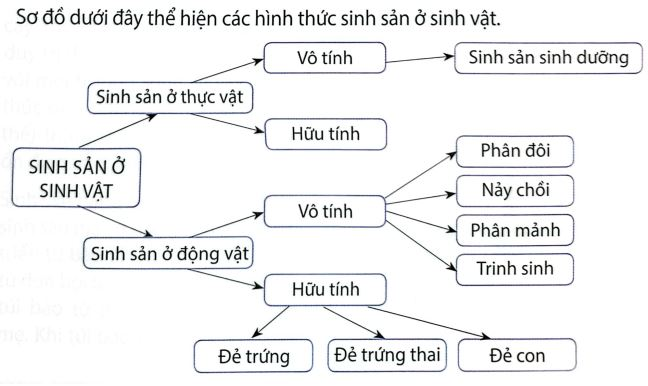 Sơ đồ dưới đây thể hiện các hình thức sinh sản ở sinh vật.
Vô tính
Sinh sản sinh dưỡng
Sinh sản ở thực vật
Hữu tính
SINH SẢN Ở
SINH VẬT
Phân đôi
Nảy chồi
Vô tính
Phân mảnh
Sinh sản ở động vật
Trinh sinh
Hữu tính
Đẻ trứng
Đẻ trứng thai
Đẻ con